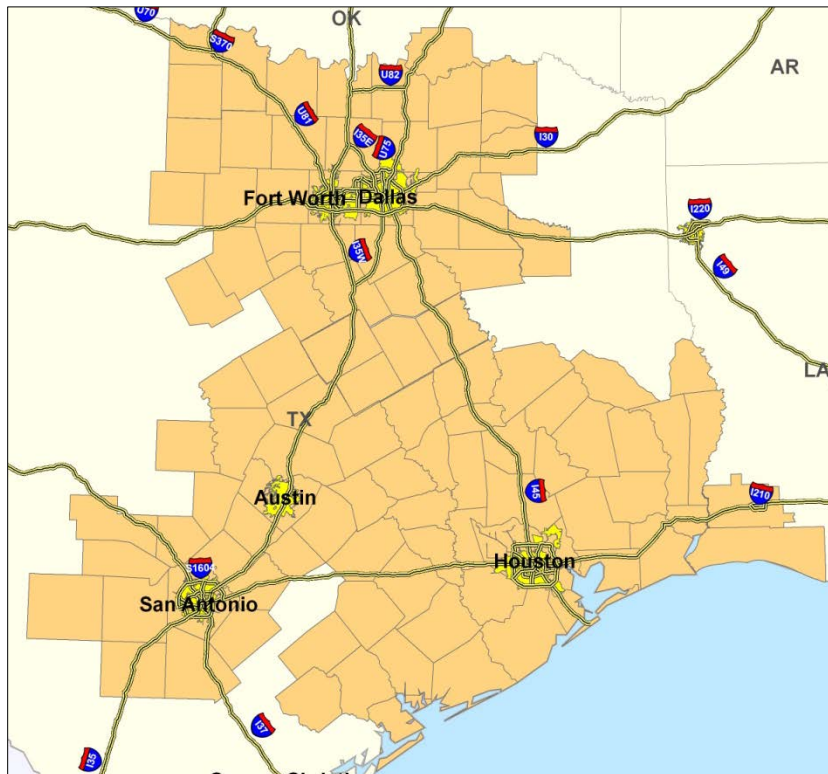 U70
OK
S370
U82
AR
U81
I35E
U75
I30
Fort Worth
Dallas
I220
I35W
I49
LA
TX
Austin
I45
I210
Houston
S1604
San Antonio
I37
I35